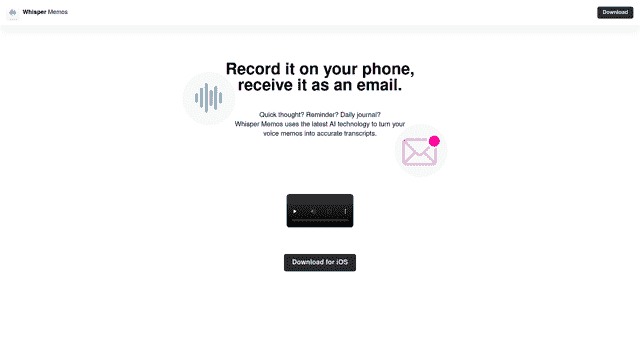 Whisper Memos
Download
Record it on your phone,
receive it as an email.
Quick thought? Reminder? Daily journal?
Whisper Memos uses the latest AI technology to turn your
voice memos into accurate transcripts.
Download for iOS